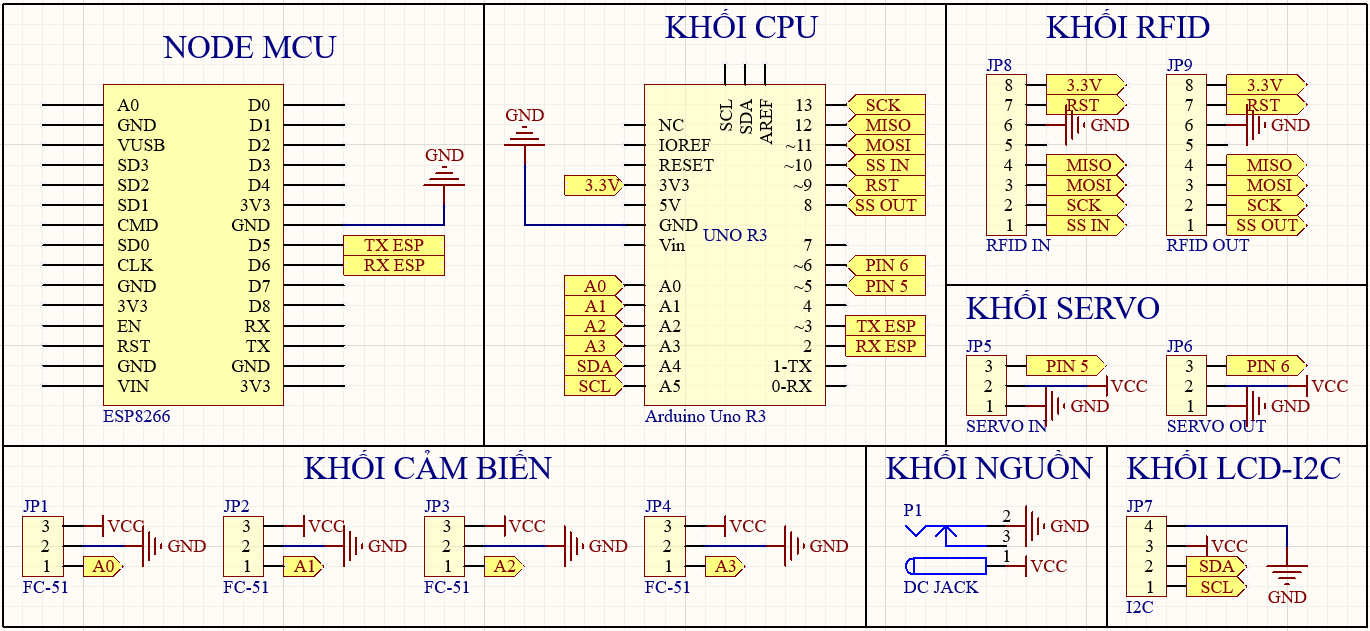 NODE MCU
A0 D0
GND D1
VUSB D2
SD3 D3
SD2 D4
SD1 3V3
CMD GND
SD0 D5 TX ESP
CLK D6 RX ESP
GND D7
3V3 D8
EN RX
RST TX
GND GND
VIN 3V3
ESP8266
GND
KHỐI CPU
GND
SCL SDA AREF
13 SCK
NC 12 MISO
IOREF ~11 MOSI
RESET ~10 SS IN
3.3V 3V3 ~9 RST
5V 8 SS OUT
GND
UNO R3
Vin 7
~6 PIN 6
A0 A0 ~5 PIN 5
A1 A1 4
A2 A2 ~3 TX ESP
A3 A3 2 RX ESP
SDA A4 1-TX
SCL A5 0-RX
Arduino Uno R3
KHỐI RFID
JP8
8 3.3V
7 RST
6 GND
5
4 MISO
3 MOSI
2 SCK
1 SS IN
RFID IN
JP9
8 3.3V
7 RST
6 GND
5
4 MISO
3 MOSI
2 SCK
1 SS OUT
RFID OUT
KHỐI SERVO
JP5
3 PIN 5
2 VCC
1 GND
SERVO IN
JP6
3 PIN 6
2 VCC
1 GND
SERVO OUT
KHỐI CẢM BIẾN
JP1
3 VCC
2 GND
1 A0
FC-51
JP2
3 VCC
2 GND
1 A1
FC-51
JP3
3 VCC
2 GND
1 A2
FC-51
JP4
3 VCC
2 GND
1 A3
FC-51
KHỐI NGUỒN
P1
2 GND
3
1 VCC
DC JACK
KHỐI LCD-I2C
JP7
4
3 VCC
2 SDA
1 SCL
GND
I2C